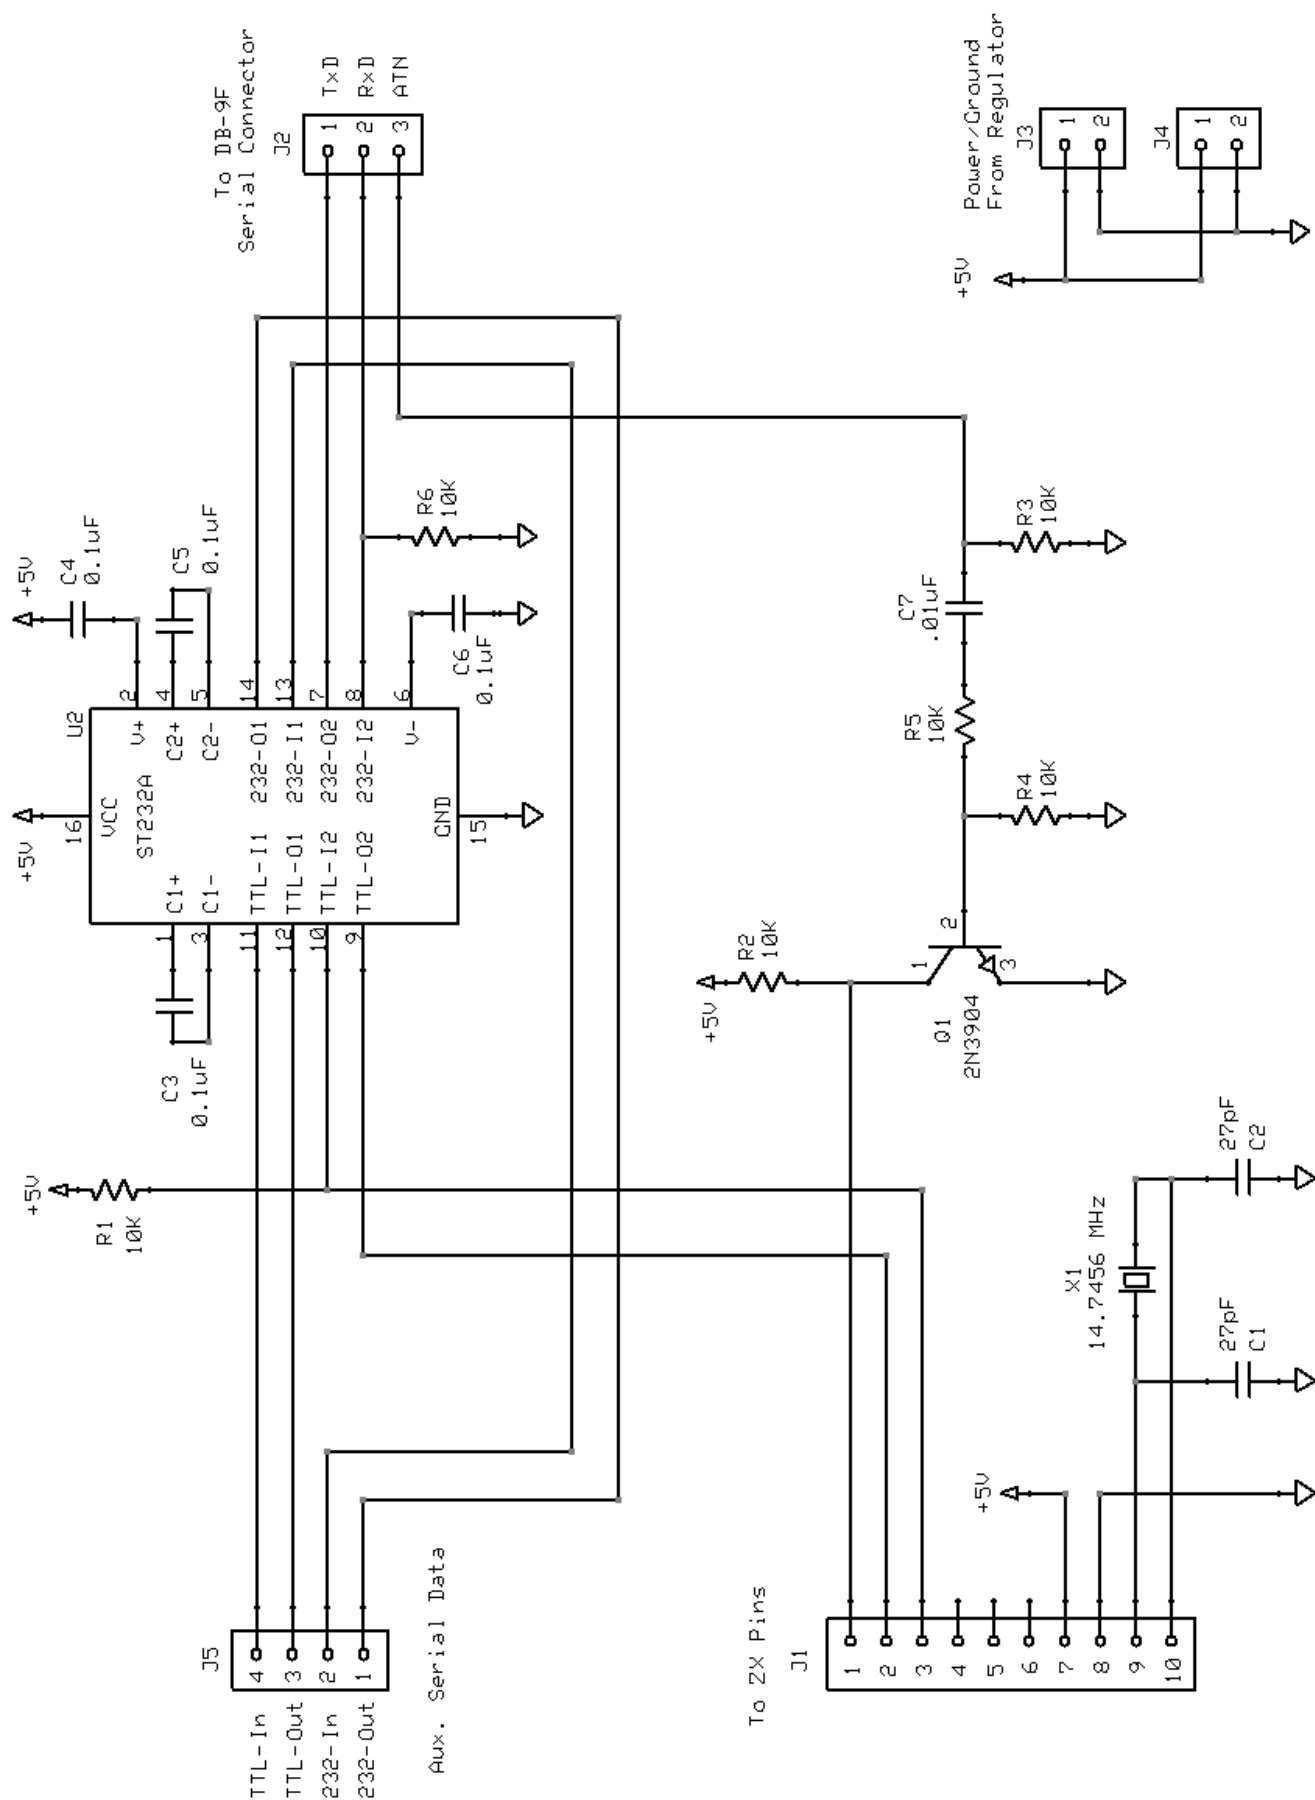 +5V
+5V
C4
0.1uF
C5
0.1uF
16
VCC
U2
ST232A
C3
0.1uF
1
C1+
V+
2
C2+
4
3
C1-
C2-
5
11
TTL-I1
232-O1
14
12
TTL-O1
232-I1
13
10
TTL-I2
232-O2
7
9
TTL-O2
232-I2
8
V-
6
GND
15
C6
0.1uF
R6
10K
To DB-9F
Serial Connector
J2
1
TxD
2
RxD
3
ATN
+5V
R1
10K
J5
TTL-In
4
TTL-Out
3
232-In
2
232-Out
1
Aux. Serial Data
+5V
R2
10K
1
2
3
Q1
2N3904
R5
10K
C7
.01uF
R4
10K
R3
10K
To ZX Pins
J1
1
2
3
4
5
6
7
8
9
10
+5V
X1
14.7456 MHz
27pF
C1
27pF
C2
Power/Ground
From Regulator
+5V
J3
1
2
J4
1
2